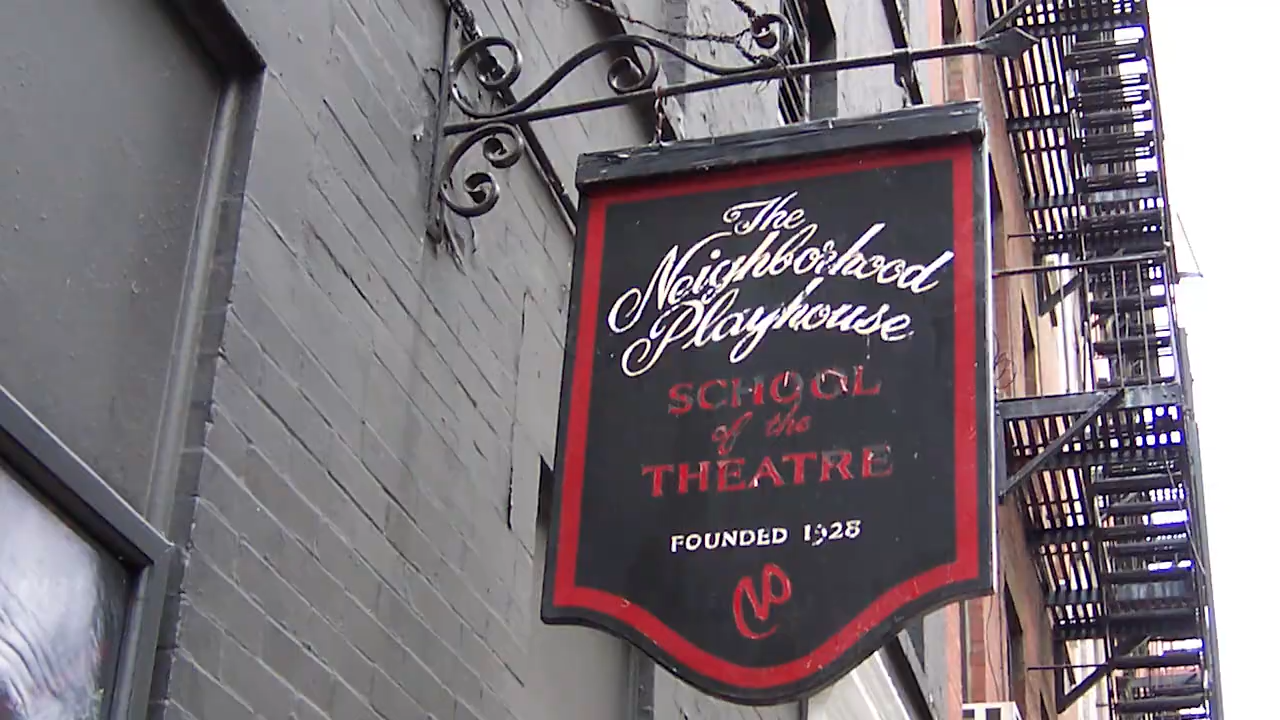 The
Neighborhood
Playhouse
SCHOOL
of the
THEATRE
FOUNDED 1928